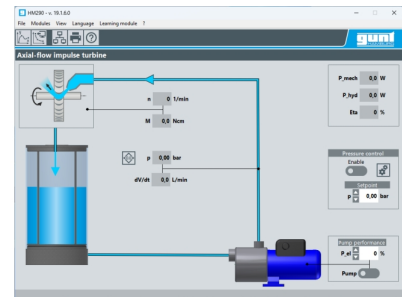 HM290 - v. 19.1.6.0
File Modules View Language Learning module ?
gunt
Axial-flow impulse turbine
n 0 1/min
M 0,0 Ncm
p 0,00 bar
dV/dt 0,0 L/min
P_mech 0,0 W
P_hyd 0,0 W
Eta 0 %
Pressure control
Enable
Setpoint
p 0,00 bar
Pump performance
P_el 0 %
Pump